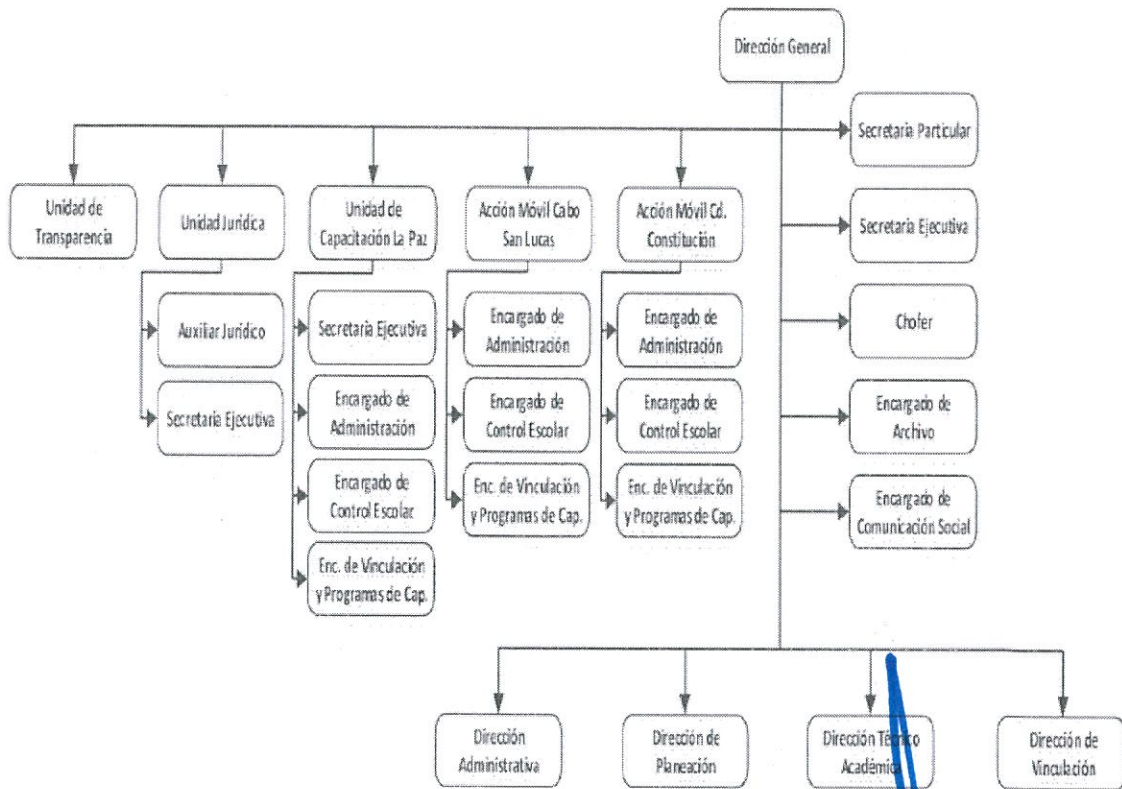 Dirección General
Secretaria Particular
Unidad de
Transparencia
Unidad Jurídica
Unidad de
Capacitación La Paz
Acción Móvil Cabo
San Lucas
Acción Móvil Cd.
Constitución
Secretaria Ejecutiva
Auxiliar Jurídico
Secretaria Ejecutiva
Secretaria Ejecutiva
Encargado de
Administración
Encargado de
Control Escolar
Enc. de Vinculación
y Programas de Cap.
Encargado de
Administración
Encargado de
Control Escolar
Enc. de Vinculación
y Programas de Cap.
Encargado de
Administración
Encargado de
Control Escolar
Enc. de Vinculación
y Programas de Cap.
Chofer
Encargado de
Archivo
Encargado de
Comunicación Social
Dirección
Administrativa
Dirección de
Planeación
Dirección Técnico
Académica
Dirección de
Vinculación